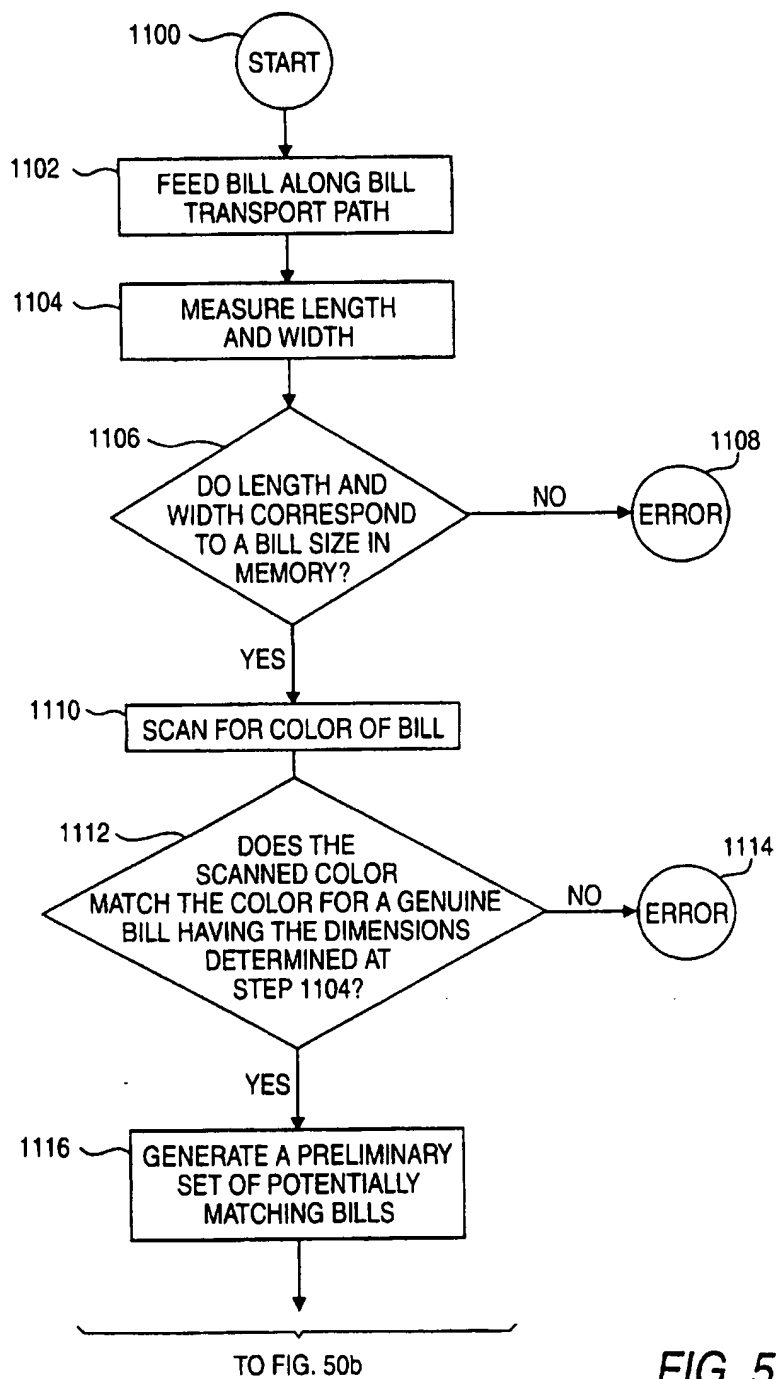 1100
START
1102
FEED BILL ALONG BILL
TRANSPORT PATH
1104
MEASURE LENGTH
AND WIDTH
1106
DO LENGTH AND
WIDTH CORRESPOND
TO A BILL SIZE IN
MEMORY?
NO
1108
ERROR
YES
1110
SCAN FOR COLOR OF BILL
1112
DOES THE
SCANNED COLOR
MATCH THE COLOR FOR A GENUINE
BILL HAVING THE DIMENSIONS
DETERMINED AT
STEP 1104?
NO
1114
ERROR
YES
1116
GENERATE A PRELIMINARY
SET OF POTENTIALLY
MATCHING BILLS
TO FIG. 50b
FIG. 5